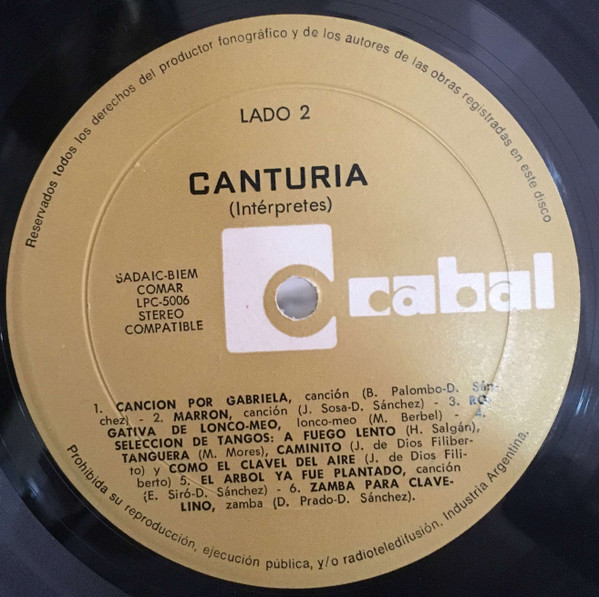 Reservados todos los derechos del productor fonográfico y de los autores de las obras registradas en este disco
LADO 2
CANTURIA
(Intérpretes)
SADAIC-BIEM
COMAR
LPC-5006
STEREO
COMPATIBLE
cabal
1. CANCION POR GABRIELA, canción (B. Palombo-D. Sán-
chez) - 2. MARRON, canción (J. Sosa-D. Sánchez) - 3. RO-
GATIVA DE LONCO-MEO, lonco-meo (M. Berbel) - 4.
SELECCION DE TANGOS: A FUEGO LENTO (H. Salgán),
TANGUERA (M. Mores), CAMINITO (J. de Dios Filiber-
to) y COMO EL CLAVEL DEL AIRE (J. de Dios Fili-
berto) 5. EL ARBOL YA FUE PLANTADO, canción
(E. Siró-D. Sánchez) - 6. ZAMBA PARA CLAVE-
LINO, zamba (D. Prado-D. Sánchez).
Prohibida su reproducción, ejecución pública, y/o radioteledifusión. Industria Argentina.